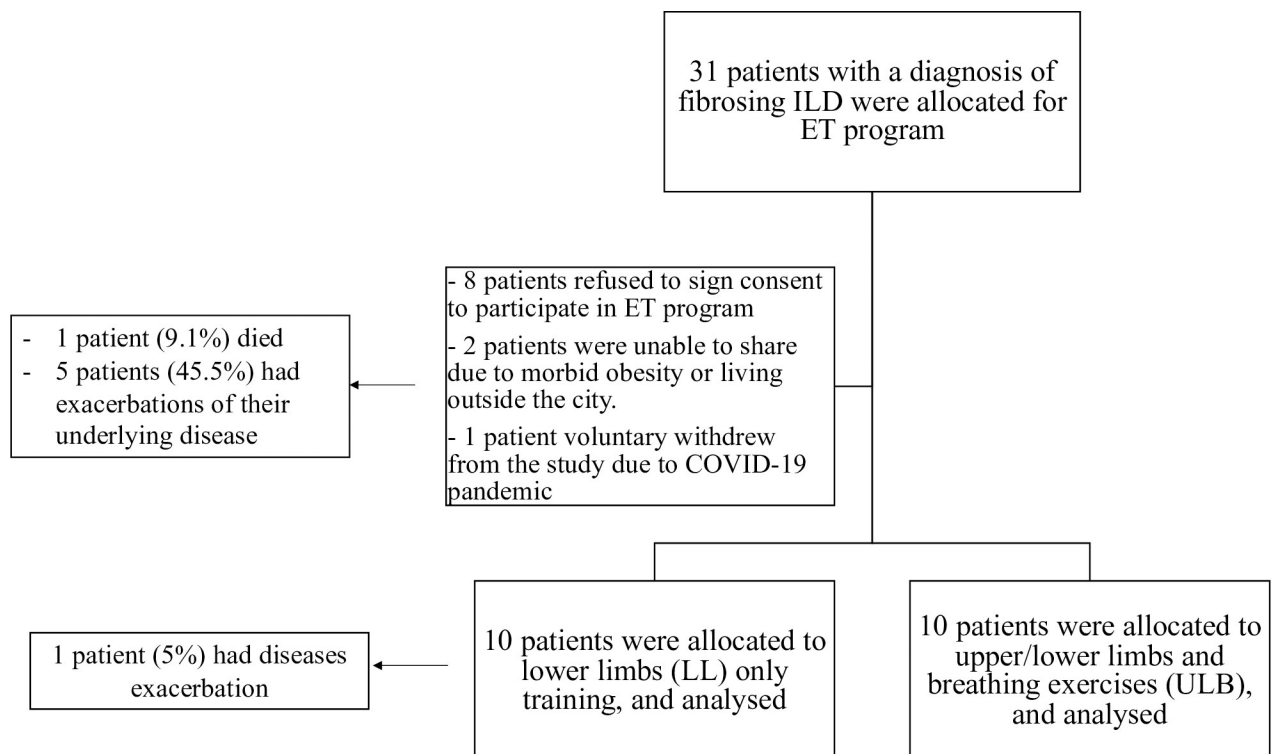 31 patients with a diagnosis of
fibrosing ILD were allocated for
ET program
- 8 patients refused to sign consent
to participate in ET program
- 2 patients were unable to share
due to morbid obesity or living
outside the city.
- 1 patient voluntary withdrew
from the study due to COVID-19
pandemic
- 1 patient (9.1%) died
- 5 patients (45.5%) had
exacerbations of their
underlying disease
10 patients were allocated to
lower limbs (LL) only
training, and analysed
10 patients were allocated to
upper/lower limbs and
breathing exercises (ULB),
and analysed
1 patient (5%) had diseases
exacerbation